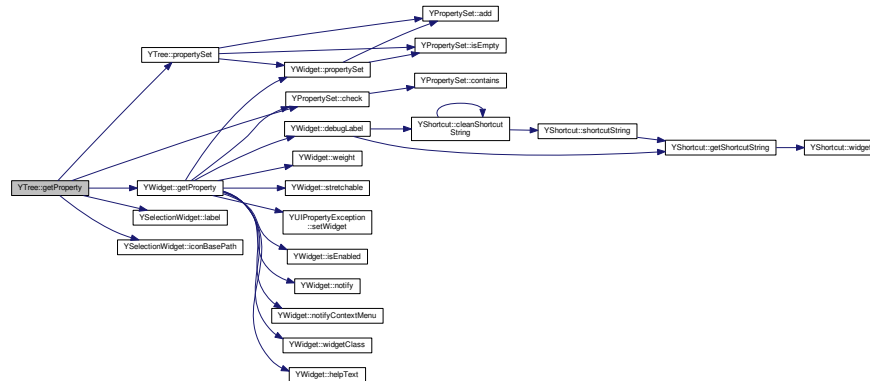 YPropertySet::add
YTree::propertySet
YPropertySet::isEmpty
YWidget::propertySet
YPropertySet::contains
YPropertySet::check
YWidget::debugLabel
YShortcut::cleanShortcut
String
YShortcut::shortcutString
YShortcut::getShortcutString
YShortcut::widget
YWidget::weight
YTree::getProperty
YWidget::getProperty
YWidget::stretchable
YSelectionWidget::label
YUIPropertyException
::setWidget
YSelectionWidget::iconBasePath
YWidget::isEnabled
YWidget::notify
YWidget::notifyContextMenu
YWidget::widgetClass
YWidget::helpText